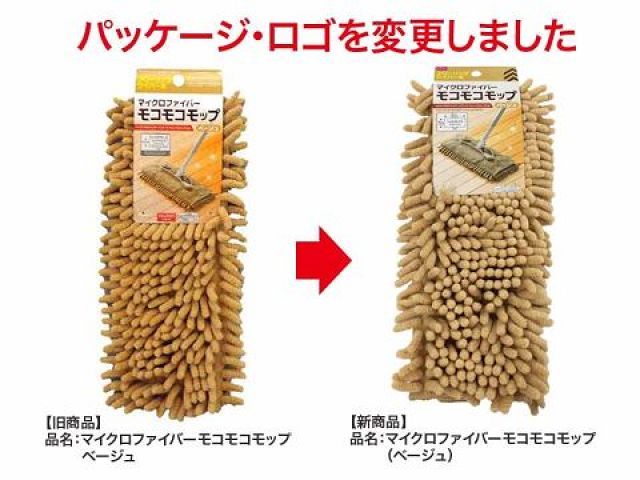 パッケージ・ロゴを変更しました
マイクロファイバー
モコモコモップ
ベージュ
マイクロファイバー
モコモコモップ
【旧商品】
品名：マイクロファイバーモコモコモップ
ベージュ
【新商品】
品名：マイクロファイバーモコモコモップ
（ベージュ）